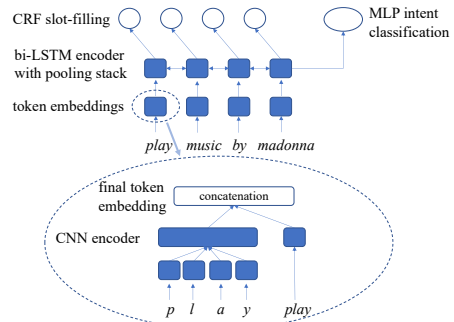 CRF slot-filling
MLP intent
classification
bi-LSTM encoder
with pooling stack
token embeddings
play music by madonna
final token
embedding
concatenation
CNN encoder
p l a y play